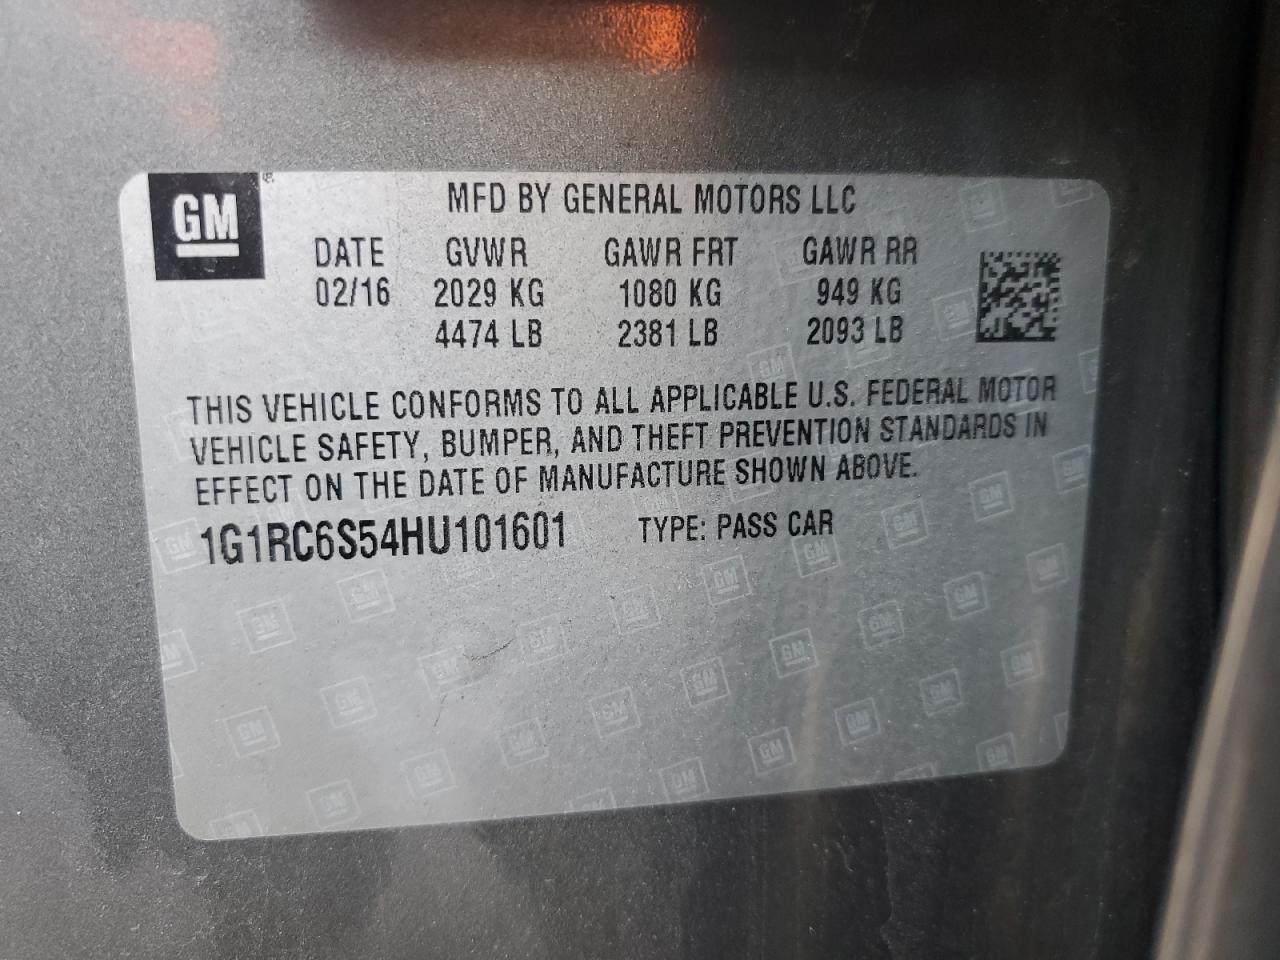 GM
MFD BY GENERAL MOTORS LLC
DATE GVWR GAWR FRT GAWR RR
02/16 2029 KG 1080 KG 949 KG
4474 LB 2381 LB 2093 LB
THIS VEHICLE CONFORMS TO ALL APPLICABLE U.S. FEDERAL MOTOR
VEHICLE SAFETY, BUMPER, AND THEFT PREVENTION STANDARDS IN
EFFECT ON THE DATE OF MANUFACTURE SHOWN ABOVE.
1G1RC6S54HU101601 TYPE: PASS CAR